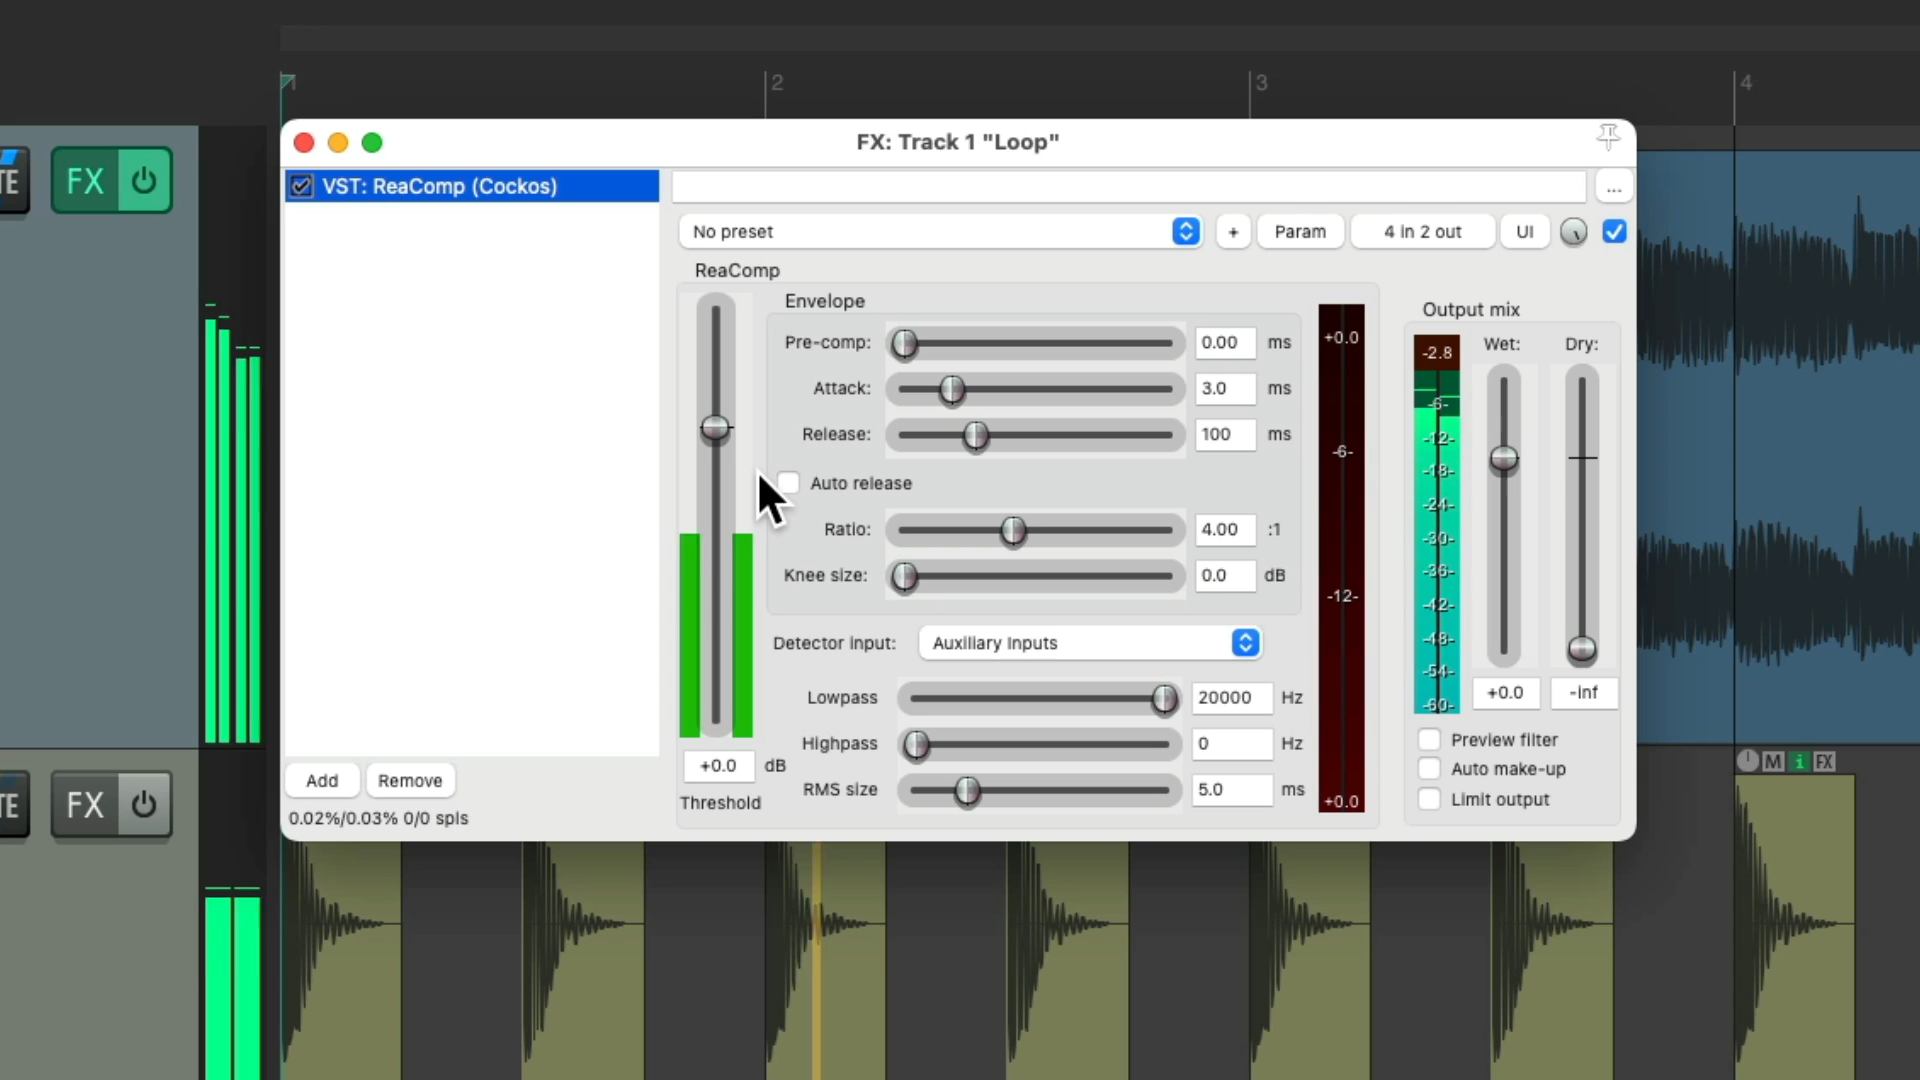 1
2
3
4
FX: Track 1 "Loop"
TE
FX
VST: ReaComp (Cockos)
...
No preset
+
Param
4 in 2 out
UI
ReaComp
Envelope
Pre-comp:
0.00
ms
Attack:
3.0
ms
Release:
100
ms
Auto release
Ratio:
4.00
:1
Knee size:
0.0
dB
Detector input:
Auxiliary Inputs
Lowpass
20000
Hz
Highpass
0
Hz
RMS size
5.0
ms
+0.0
dB
Threshold
+0.0
-6-
-12-
+0.0
Output mix
-2.8
-6-
-12-
-18-
-24-
-30-
-36-
-42-
-48-
-54-
-60-
Wet:
Dry:
+0.0
-inf
Preview filter
Auto make-up
Limit output
Add
Remove
0.02%/0.03% 0/0 spls
TE
FX
M
i
FX